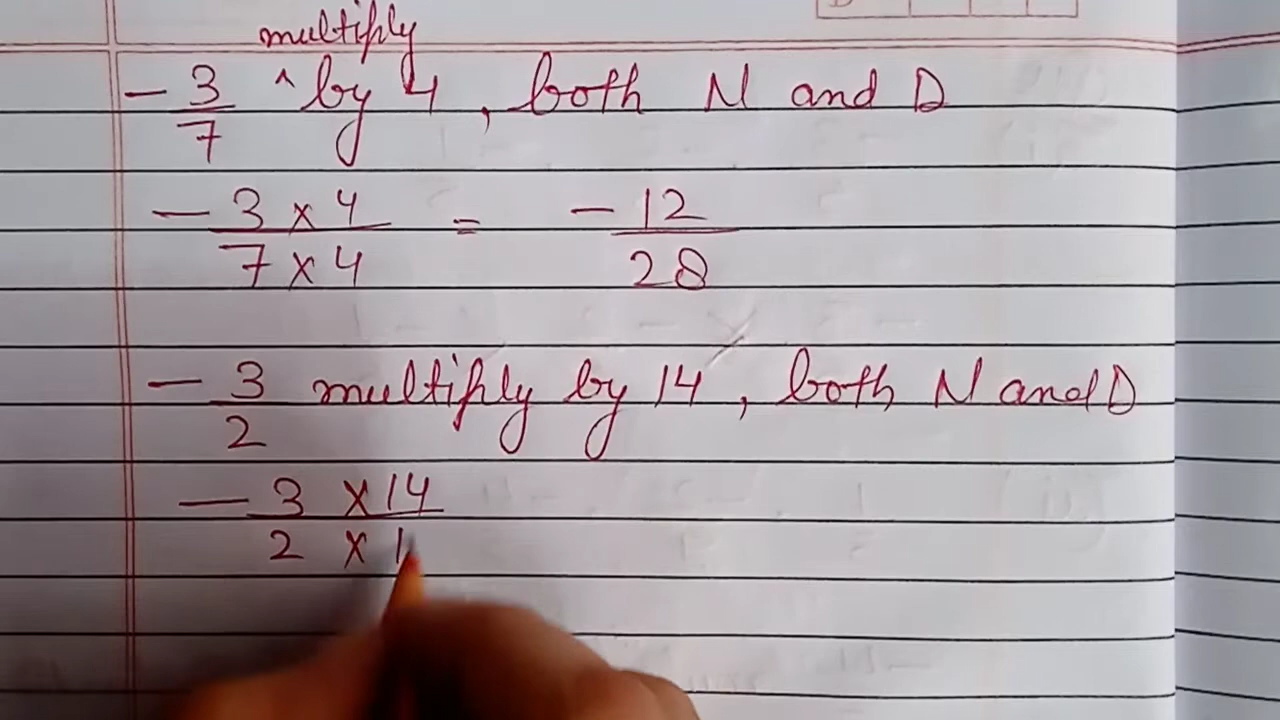 multiply
- 3/7 ^ by 4, both N and D
- 3 x 4 / 7 x 4 = - 12 / 28
- 3/2 multiply by 14, both N and D
- 3 x 14 / 2 x 1